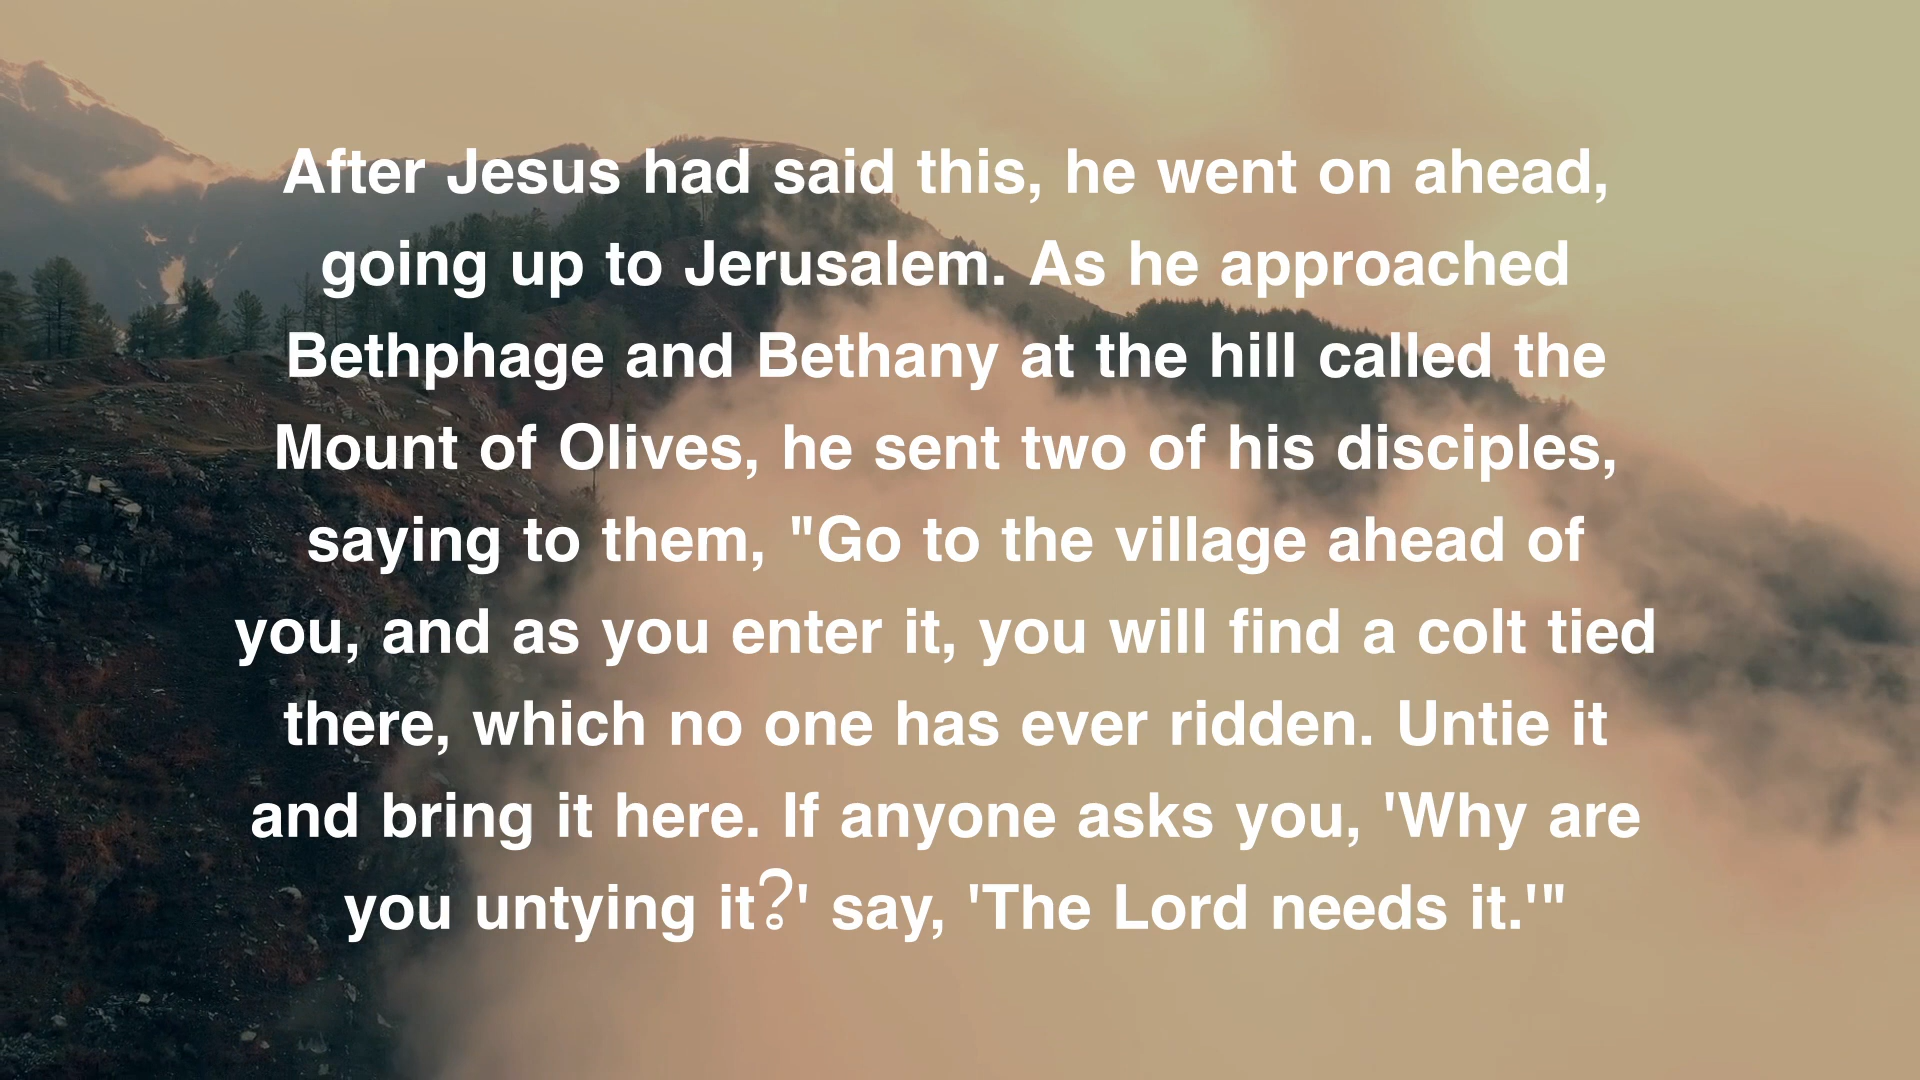 After Jesus had said this, he went on ahead,
going up to Jerusalem. As he approached
Bethphage and Bethany at the hill called the
Mount of Olives, he sent two of his disciples,
saying to them, "Go to the village ahead of
you, and as you enter it, you will find a colt tied
there, which no one has ever ridden. Untie it
and bring it here. If anyone asks you, 'Why are
you untying it?' say, 'The Lord needs it.'"